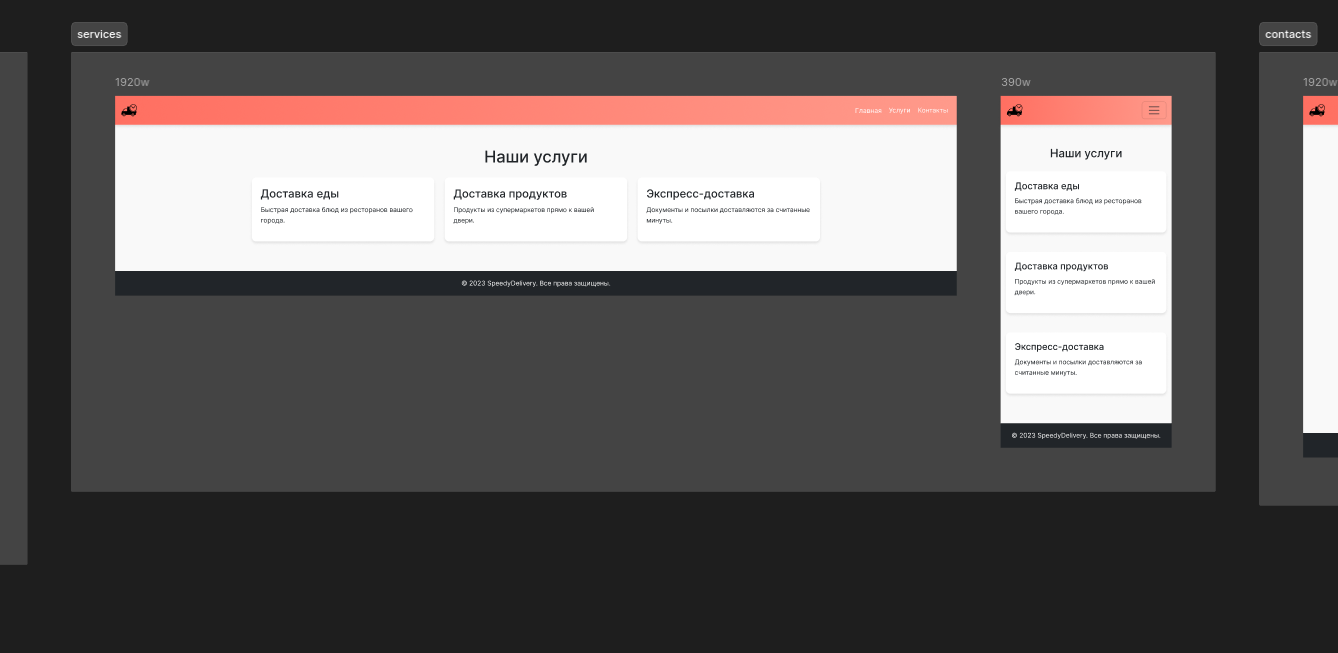 services
contacts
1920w
390w
1920w
Главная Услуги Контакты
Наши услуги
Доставка еды
Быстрая доставка блюд из ресторанов вашего
города.
Доставка продуктов
Продукты из супермаркетов прямо к вашей
двери.
Экспресс-доставка
Документы и посылки доставляются за считанные
минуты.
© 2023 SpeedyDelivery. Все права защищены.
Наши услуги
Доставка еды
Быстрая доставка блюд из ресторанов
вашего города.
Доставка продуктов
Продукты из супермаркетов прямо к вашей
двери.
Экспресс-доставка
Документы и посылки доставляются за
считанные минуты.
© 2023 SpeedyDelivery. Все права защищены.